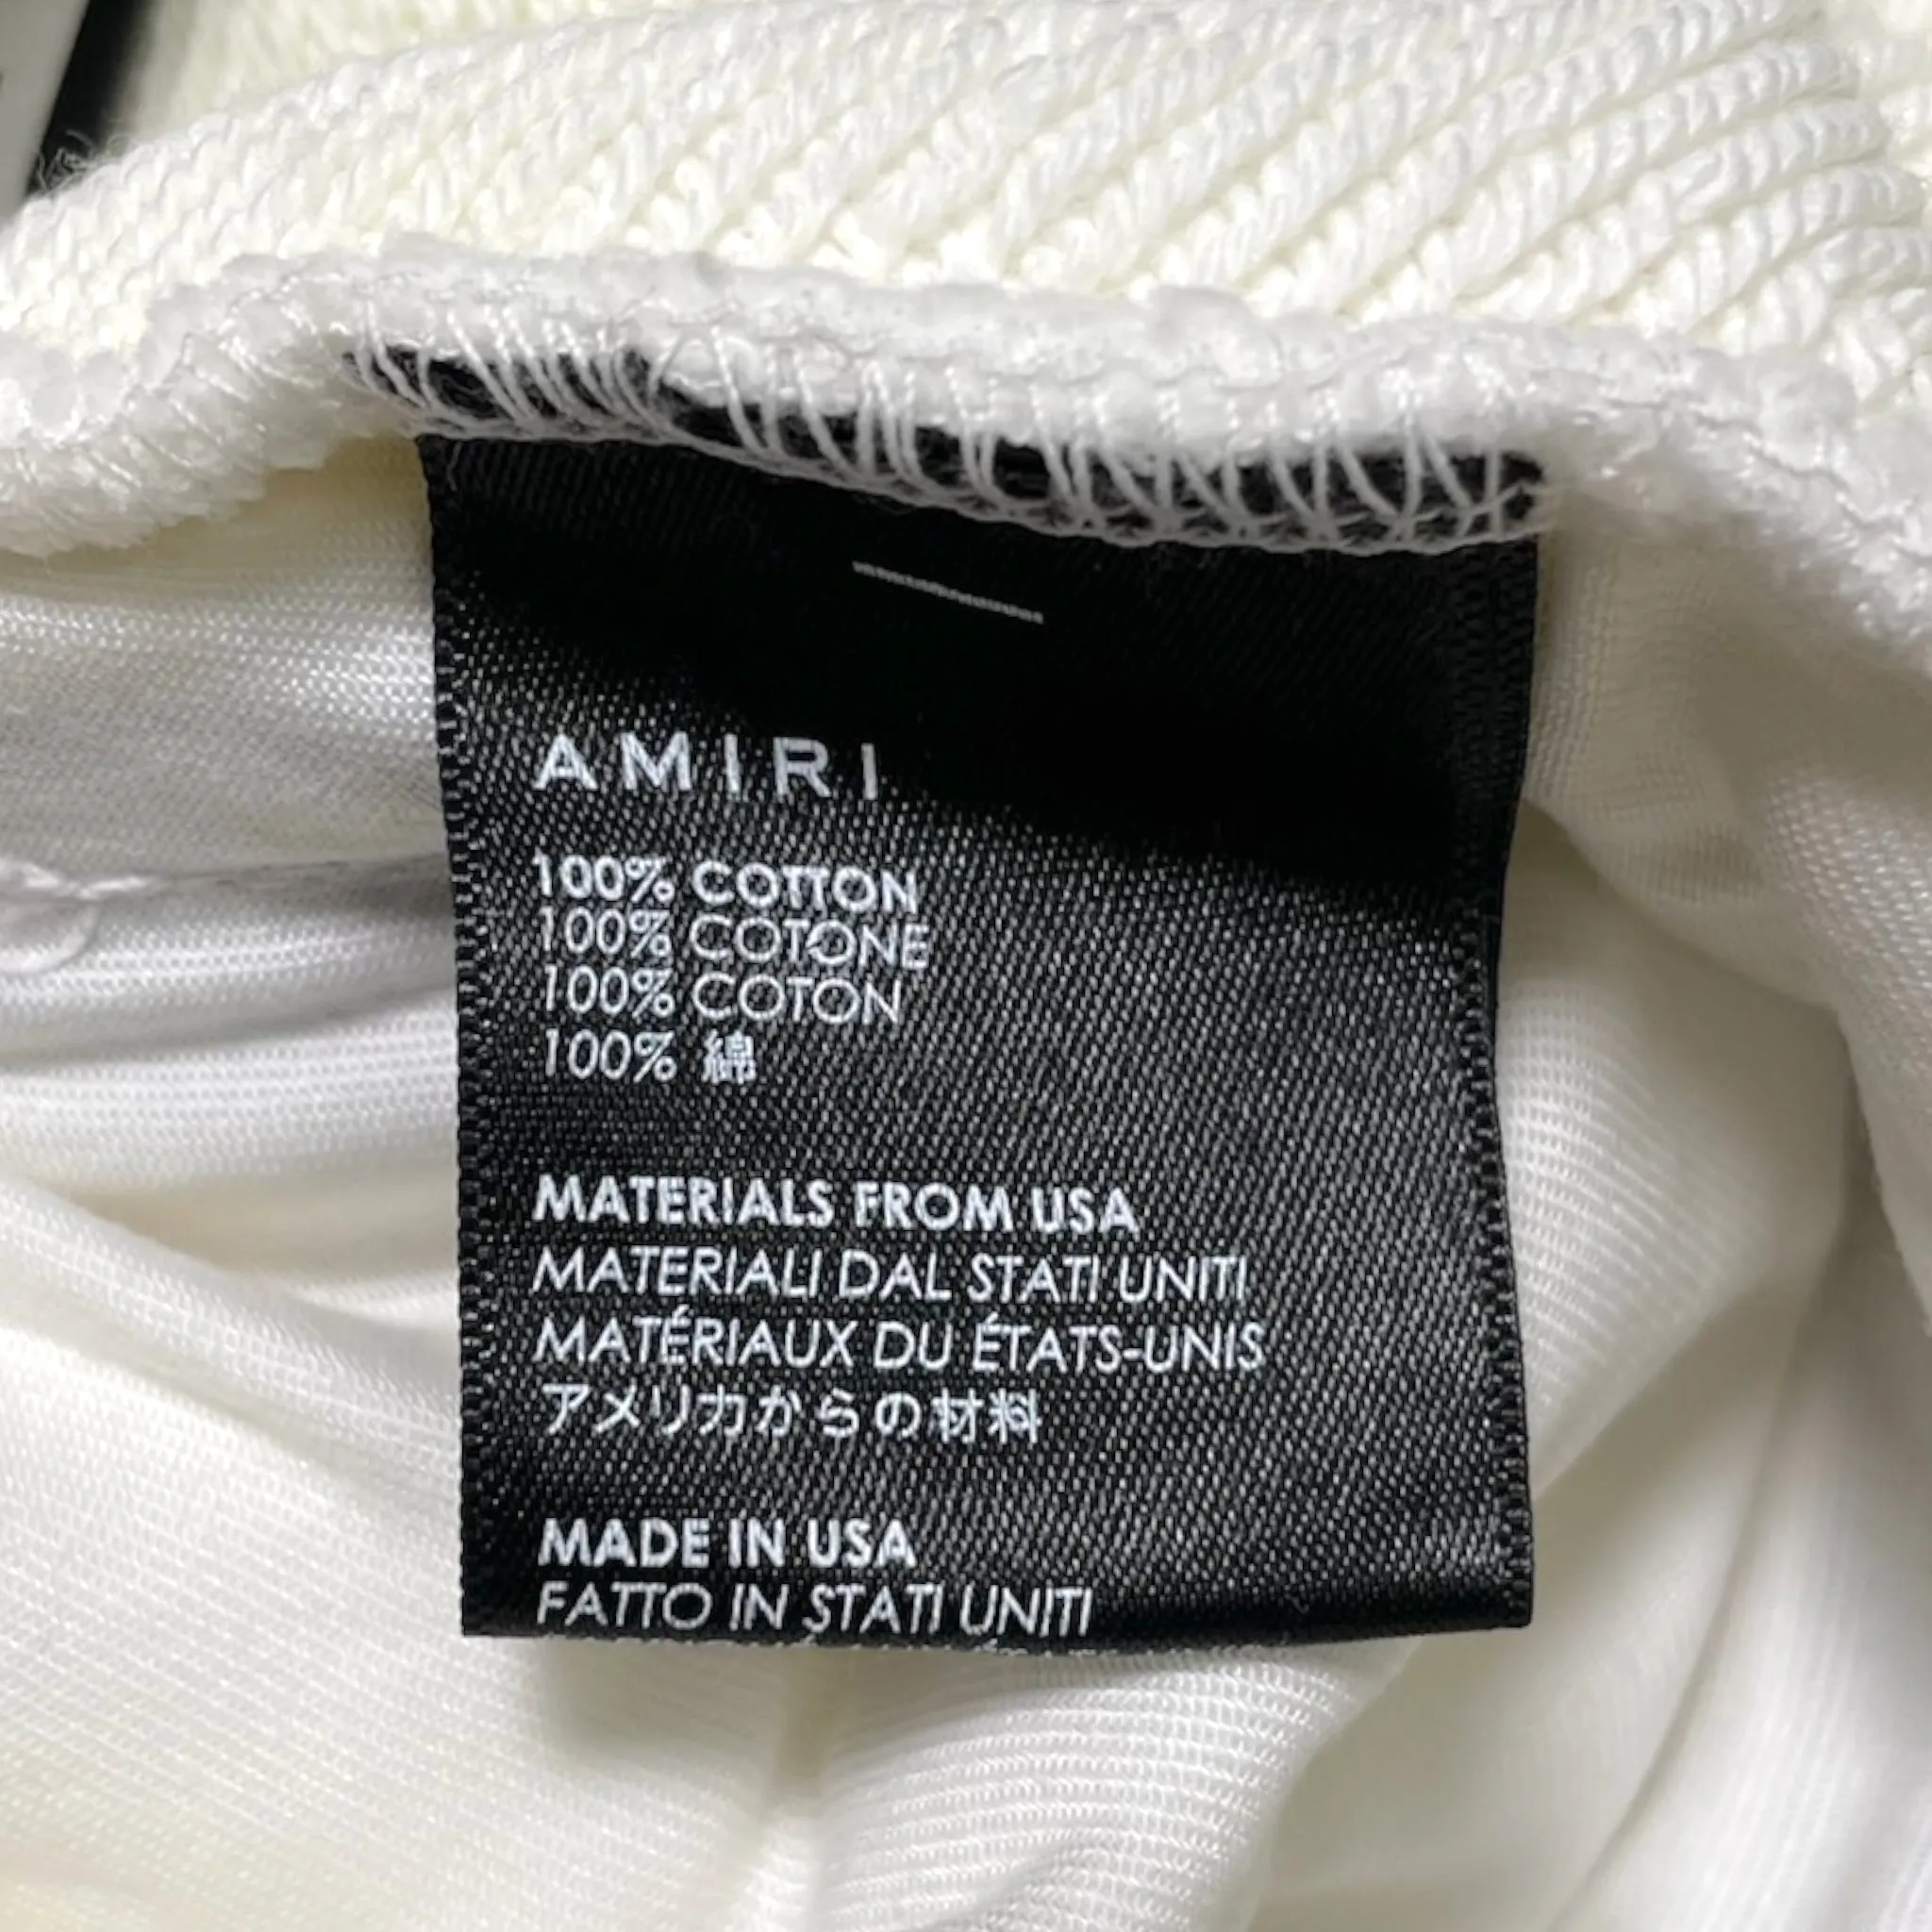 AMIRI
100% COTTON
100% COTONE
100% COTON
100% 綿
MATERIALS FROM USA
MATERIALI DAL STATI UNITI
MATÉRIAUX DU ÉTATS-UNIS
アメリカからの材料
MADE IN USA
FATTO IN STATI UNITI